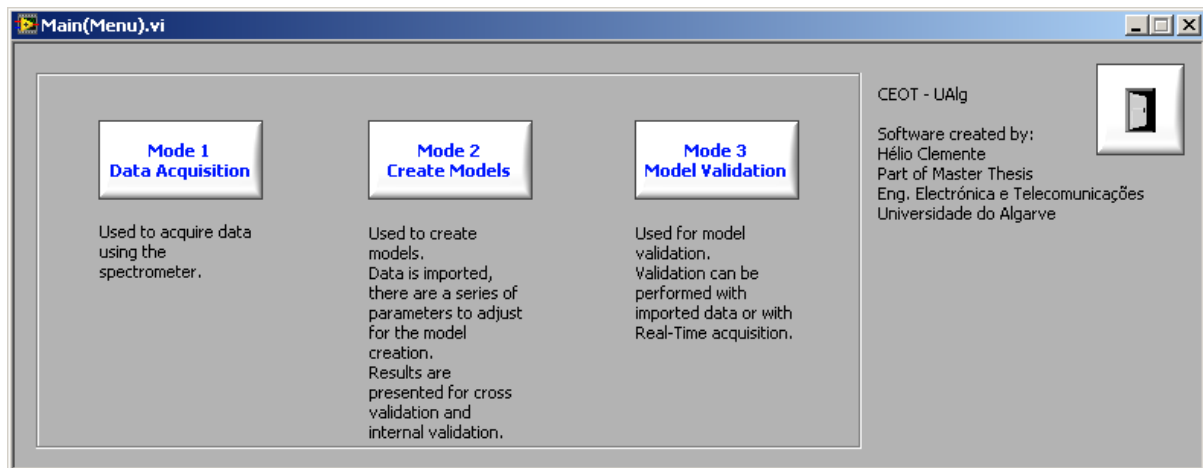 Main(Menu).vi
Mode 1
Data Acquisition
Used to acquire data
using the
spectrometer.
Mode 2
Create Models
Used to create
models.
Data is imported,
there are a series of
parameters to adjust
for the model
creation.
Results are
presented for cross
validation and
internal validation.
Mode 3
Model Validation
Used for model
validation.
Validation can be
performed with
imported data or with
Real-Time acquisition.
CEOT - UAlg
Software created by:
Hélio Clemente
Part of Master Thesis
Eng. Electrónica e Telecomunicações
Universidade do Algarve